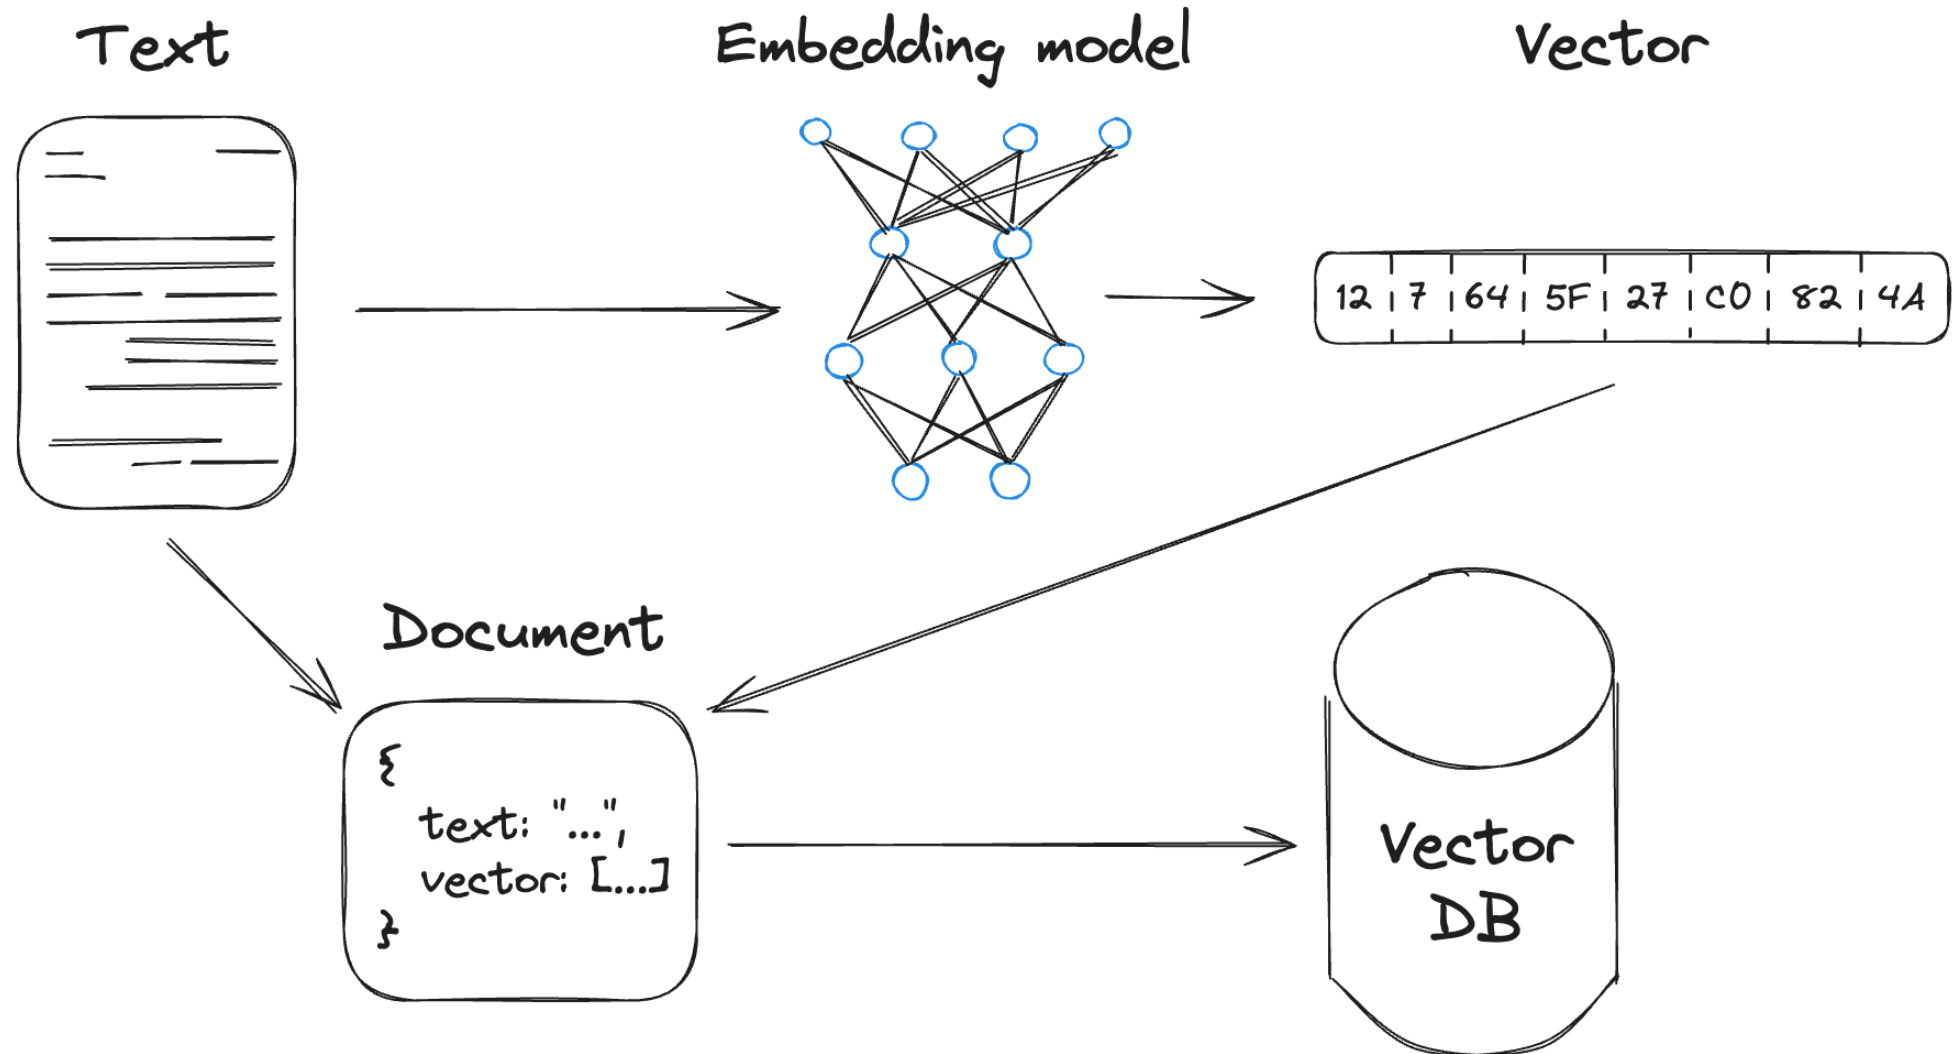 Text
Embedding model
Vector
12 | 7 | 64 | 5F | 27 | C0 | 82 | 4A
Document
{
text: "...",
vector: [...]
}
Vector
DB